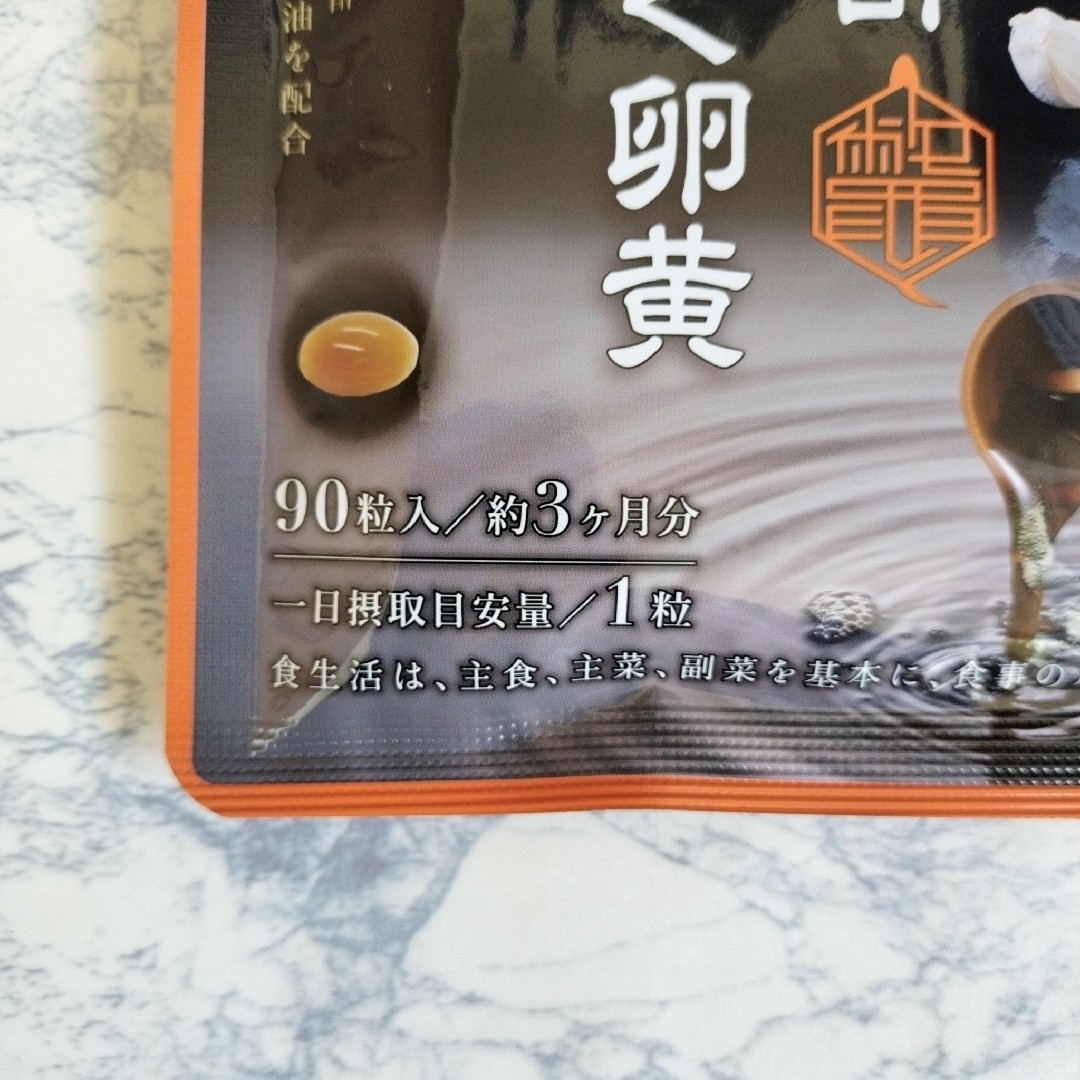 く卵黄
油を配合
90粒入／約3ヶ月分
一日摂取目安量／1粒
食生活は、主食、主菜、副菜を基本に、食事の